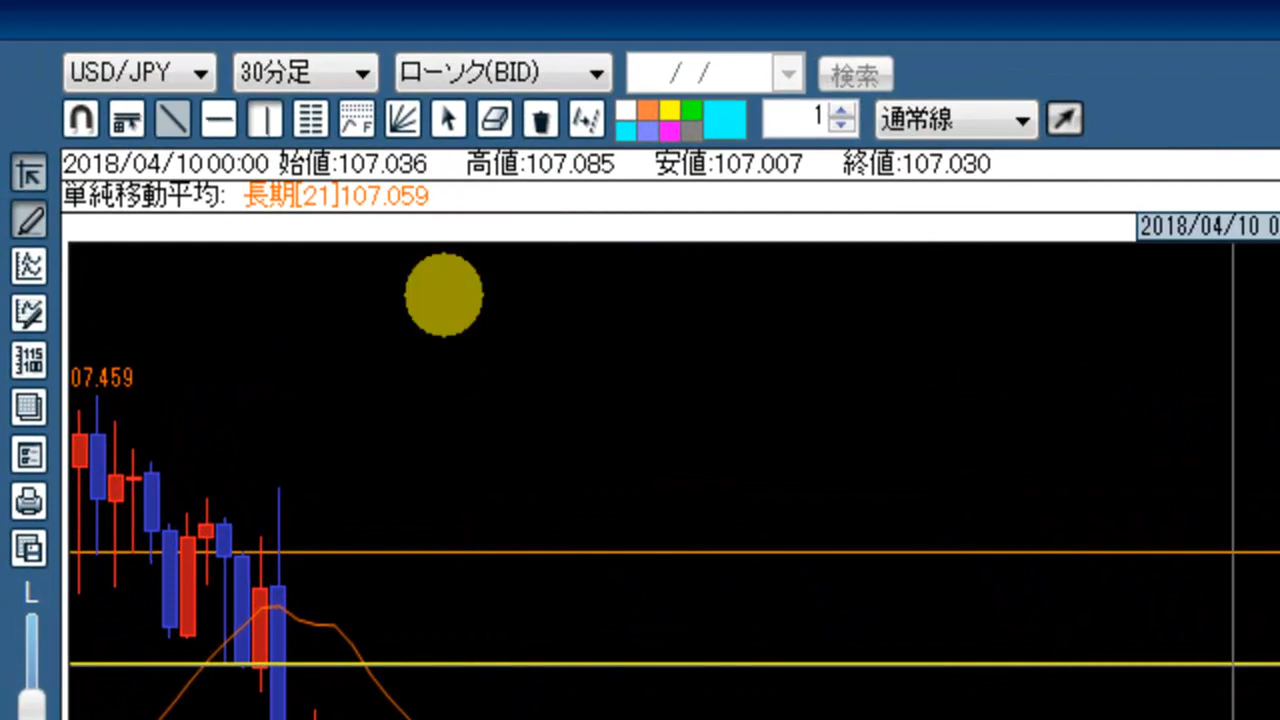 USD/JPY 30分足 ローソク(BID) / / 検索
F 1 通常線
2018/04/10 00:00 始値:107.036 高値:107.085 安値:107.007 終値:107.030
単純移動平均: 長期[21]107.059
2018/04/10 0
07.459
115
100
L